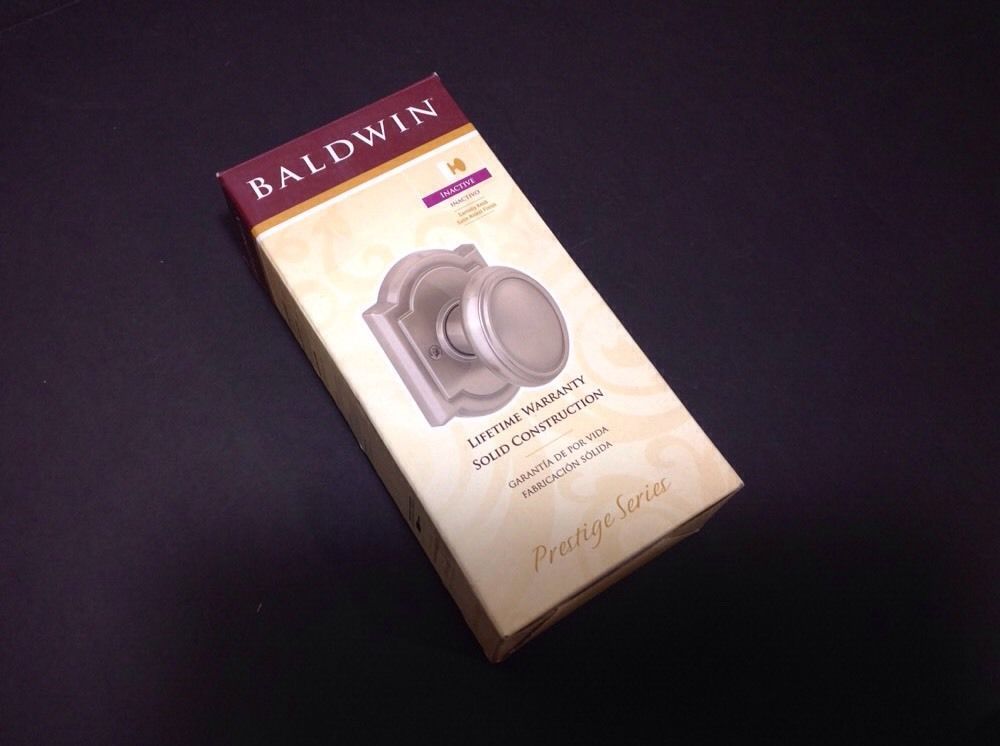 BALDWIN
INACTIVE
INACTIVO
LIFETIME WARRANTY
SOLID CONSTRUCTION
GARANTÍA DE POR VIDA
FABRICACIÓN SÓLIDA
Prestige Series